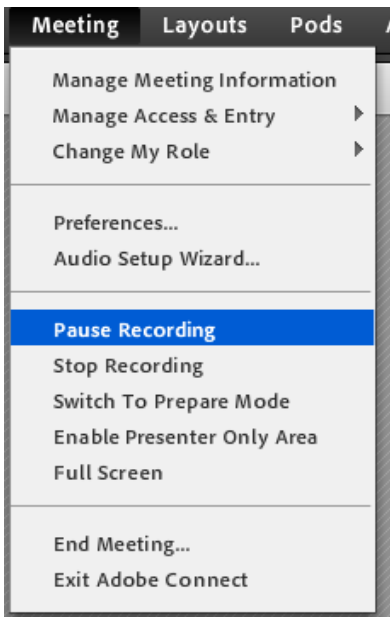 Meeting Layouts Pods
Manage Meeting Information
Manage Access & Entry
Change My Role
Preferences...
Audio Setup Wizard...
Pause Recording
Stop Recording
Switch To Prepare Mode
Enable Presenter Only Area
Full Screen
End Meeting...
Exit Adobe Connect